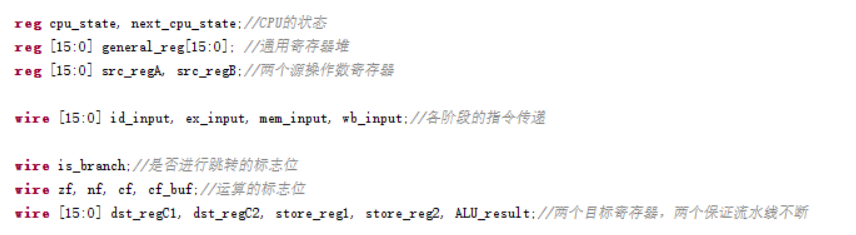 reg cpu_state, next_cpu_state;//CPU的状态
reg [15:0] general_reg[15:0]; //通用寄存器堆
reg [15:0] src_regA, src_regB;//两个源操作数寄存器
wire [15:0] id_input, ex_input, mem_input, wb_input;//各阶段的指令传递
wire is_branch;//是否进行跳转的标志位
wire zf, nf, cf, cf_buf;//运算的标志位
wire [15:0] dst_regC1, dst_regC2, store_reg1, store_reg2, ALU_result;//两个目标寄存器，两个保证流水线不断